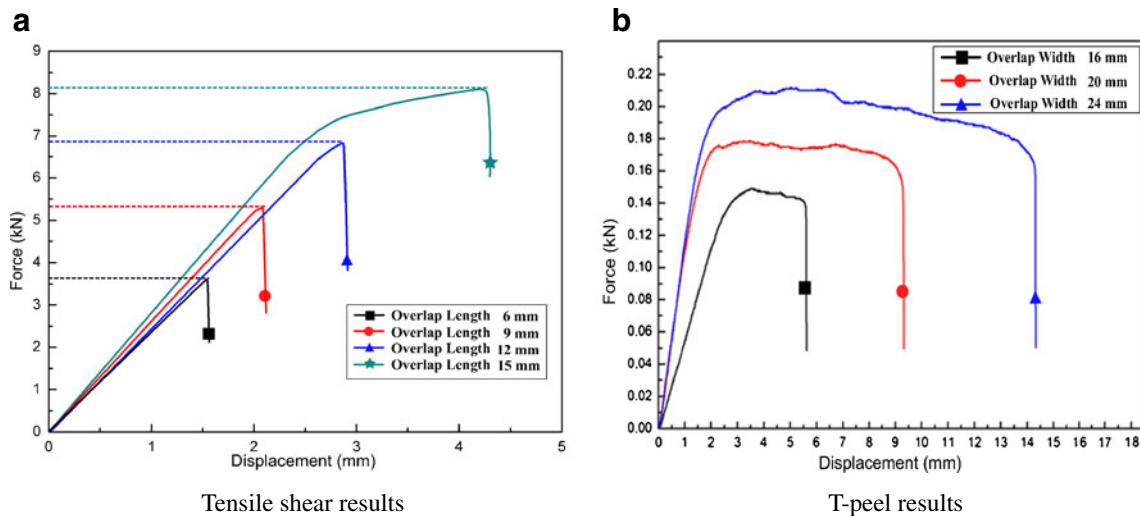 a
9
8
7
6
5
4
3
2
1
0
Force (kN)
0 1 2 3 4 5
Displacement (mm)
Overlap Length 6 mm
Overlap Length 9 mm
Overlap Length 12 mm
Overlap Length 15 mm
Tensile shear results
b
0.22
0.20
0.18
0.16
0.14
0.12
0.10
0.08
0.06
0.04
0.02
0.00
Force (kN)
0 1 2 3 4 5 6 7 8 9 10 11 12 13 14 15 16 17 18
Displacement (mm)
Overlap Width 16 mm
Overlap Width 20 mm
Overlap Width 24 mm
T-peel results